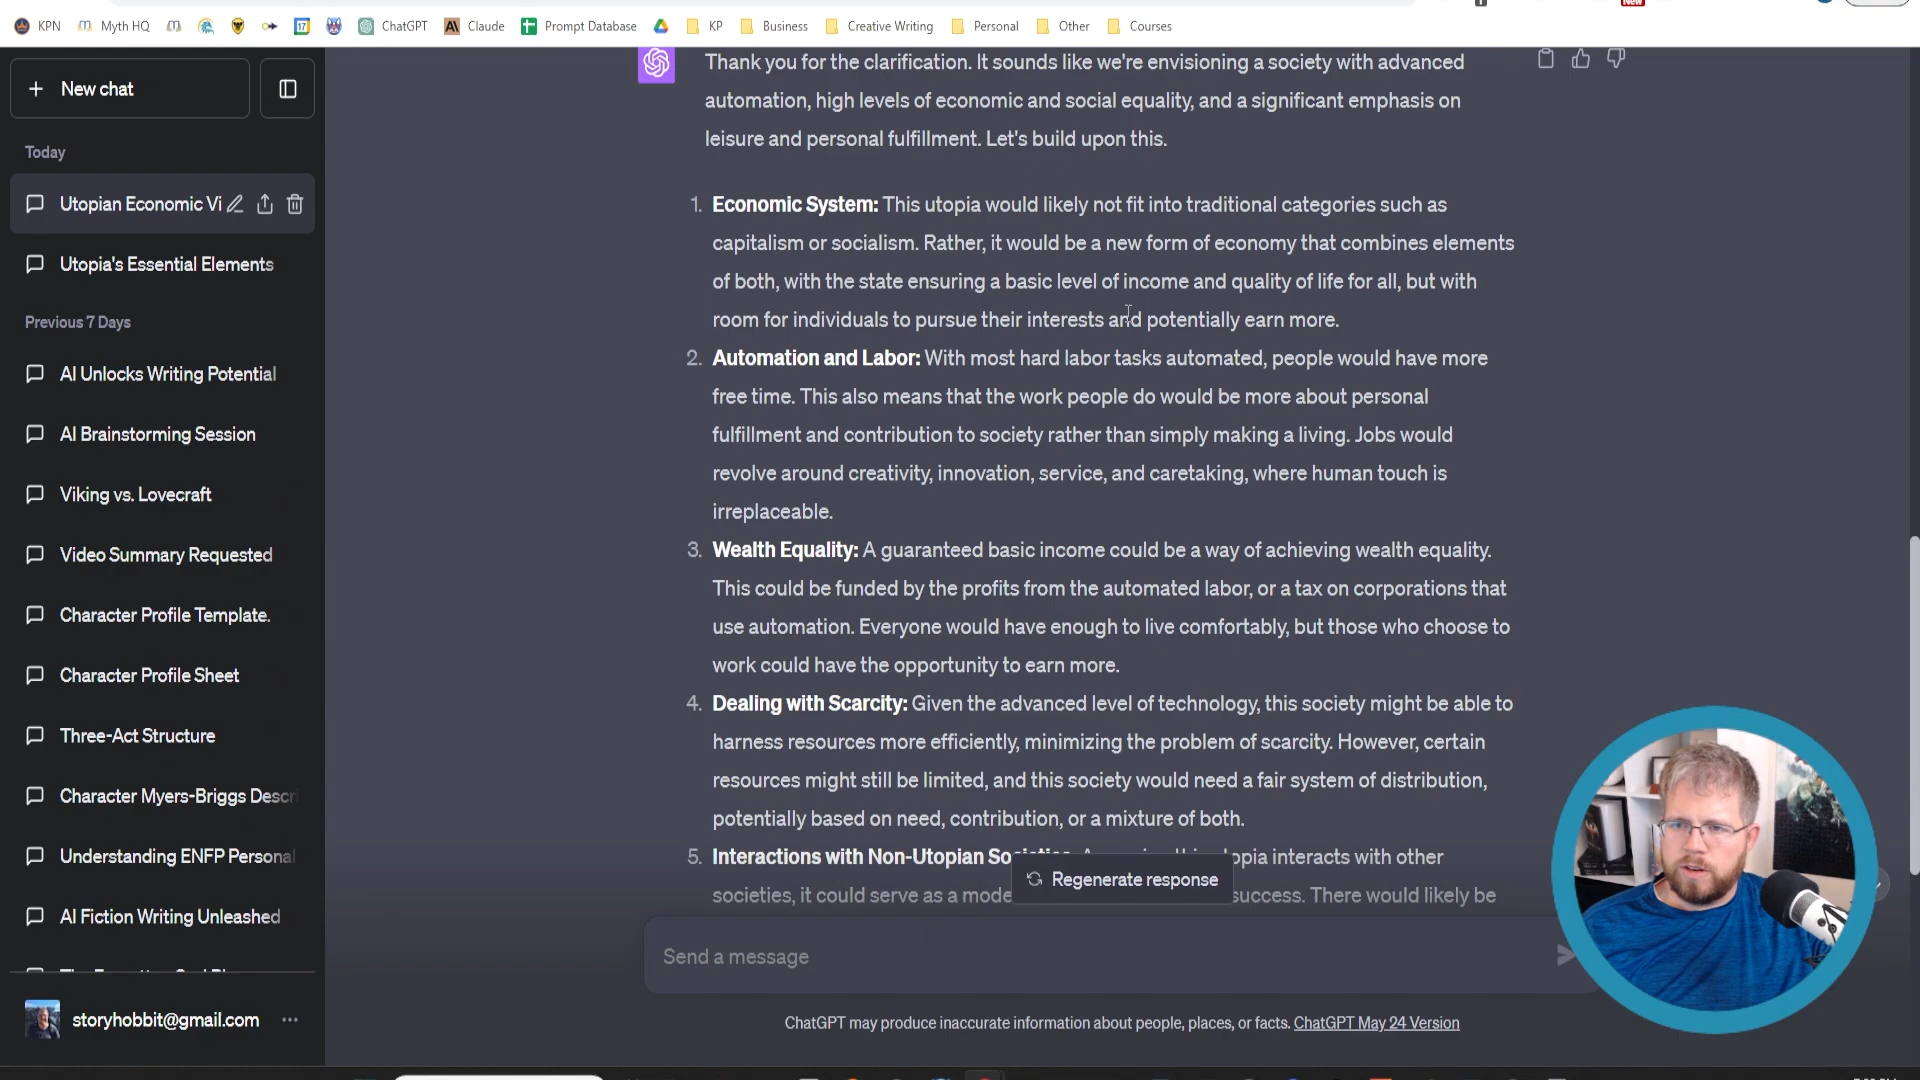 KPN Myth HQ 17 ChatGPT Claude Prompt Database KP Business Creative Writing Personal Other Courses
New
New chat
Today
Utopian Economic Vi
Utopia's Essential Elements
Previous 7 Days
AI Unlocks Writing Potential
AI Brainstorming Session
Viking vs. Lovecraft
Video Summary Requested
Character Profile Template.
Character Profile Sheet
Three-Act Structure
Character Myers-Briggs Descri
Understanding ENFP Personal
AI Fiction Writing Unleashed
storyhobbit@gmail.com
Thank you for the clarification. It sounds like we're envisioning a society with advanced
automation, high levels of economic and social equality, and a significant emphasis on
leisure and personal fulfillment. Let's build upon this.
1. Economic System: This utopia would likely not fit into traditional categories such as
capitalism or socialism. Rather, it would be a new form of economy that combines elements
of both, with the state ensuring a basic level of income and quality of life for all, but with
room for individuals to pursue their interests and potentially earn more.
2. Automation and Labor: With most hard labor tasks automated, people would have more
free time. This also means that the work people do would be more about personal
fulfillment and contribution to society rather than simply making a living. Jobs would
revolve around creativity, innovation, service, and caretaking, where human touch is
irreplaceable.
3. Wealth Equality: A guaranteed basic income could be a way of achieving wealth equality.
This could be funded by the profits from the automated labor, or a tax on corporations that
use automation. Everyone would have enough to live comfortably, but those who choose to
work could have the opportunity to earn more.
4. Dealing with Scarcity: Given the advanced level of technology, this society might be able to
harness resources more efficiently, minimizing the problem of scarcity. However, certain
resources might still be limited, and this society would need a fair system of distribution,
potentially based on need, contribution, or a mixture of both.
5. Interactions with Non-Utopian interacts with other
societies, it could serve as a success. There would likely be
Regenerate response
Send a message
ChatGPT may produce inaccurate information about people, places, or facts. ChatGPT May 24 Version